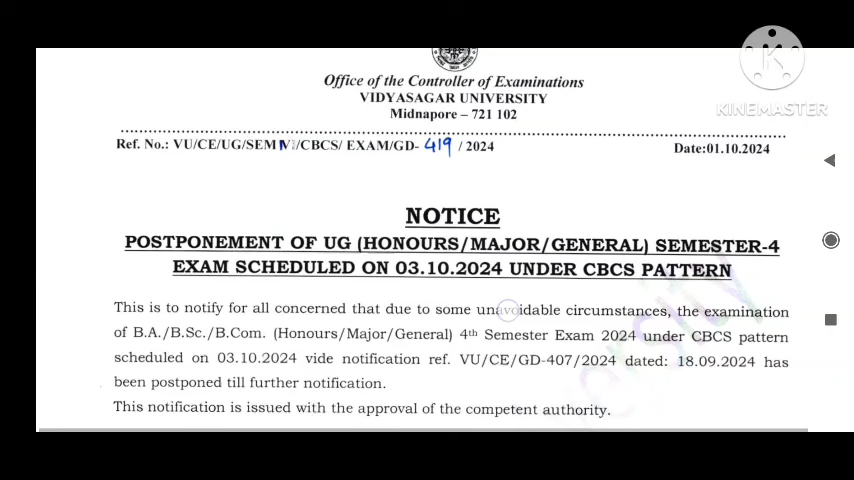 KINEMASTER
Office of the Controller of Examinations
VIDYASAGAR UNIVERSITY
Midnapore – 721 102
Ref. No.: VU/CE/UG/SEM IV/CBCS/ EXAM/GD- 419 / 2024 Date:01.10.2024
NOTICE
POSTPONEMENT OF UG (HONOURS/MAJOR/GENERAL) SEMESTER-4
EXAM SCHEDULED ON 03.10.2024 UNDER CBCS PATTERN
This is to notify for all concerned that due to some unavoidable circumstances, the examination
of B.A./B.Sc./B.Com. (Honours/Major/General) 4th Semester Exam 2024 under CBCS pattern
scheduled on 03.10.2024 vide notification ref. VU/CE/GD-407/2024 dated: 18.09.2024 has
been postponed till further notification.
This notification is issued with the approval of the competent authority.